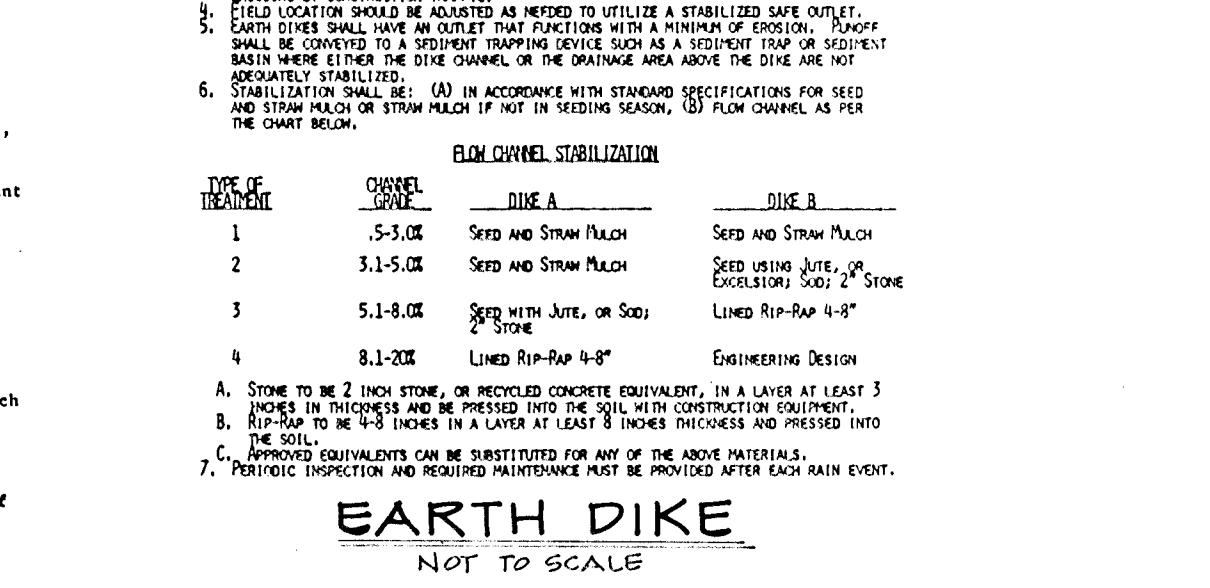 4. FIELD LOCATION SHOULD BE ADJUSTED AS NEEDED TO UTILIZE A STABILIZED SAFE OUTLET.
5. EARTH DIKES SHALL HAVE AN OUTLET THAT FUNCTIONS WITH A MINIMUM OF EROSION. RUNOFF
SHALL BE CONVEYED TO A SEDIMENT TRAPPING DEVICE SUCH AS A SEDIMENT TRAP OR SEDIMENT
BASIN WHERE EITHER THE DIKE CHANNEL OR THE DRAINAGE AREA ABOVE THE DIKE ARE NOT
ADEQUATELY STABILIZED.
6. STABILIZATION SHALL BE: (A) IN ACCORDANCE WITH STANDARD SPECIFICATIONS FOR SEED
AND STRAW MULCH OR STRAW MULCH IF NOT IN SEEDING SEASON, (B) FLOW CHANNEL AS PER
THE CHART BELOW.
,
nt
FLOW CHANNEL STABILIZATION
TYPE OF TREATMENT CHANNEL GRADE DIKE A DIKE B
1 .5-3.0% SEED AND STRAW MULCH SEED AND STRAW MULCH
2 3.1-5.0% SEED AND STRAW MULCH SEED USING JUTE, OR
EXCELSIOR; SOD; 2" STONE
3 5.1-8.0% SEED WITH JUTE, OR SOD; LINED RIP-RAP 4-8"
2" STONE
4 8.1-20% LINED RIP-RAP 4-8" ENGINEERING DESIGN
A. STONE TO BE 2 INCH STONE, OR RECYCLED CONCRETE EQUIVALENT, IN A LAYER AT LEAST 3
INCHES IN THICKNESS AND BE PRESSED INTO THE SOIL WITH CONSTRUCTION EQUIPMENT.
ch
B. RIP-RAP TO BE 4-8 INCHES IN A LAYER AT LEAST 8 INCHES THICKNESS AND PRESSED INTO
THE SOIL.
C. APPROVED EQUIVALENTS CAN BE SUBSTITUTED FOR ANY OF THE ABOVE MATERIALS.
7. PERIODIC INSPECTION AND REQUIRED MAINTENANCE MUST BE PROVIDED AFTER EACH RAIN EVENT.
EARTH DIKE
NOT TO SCALE